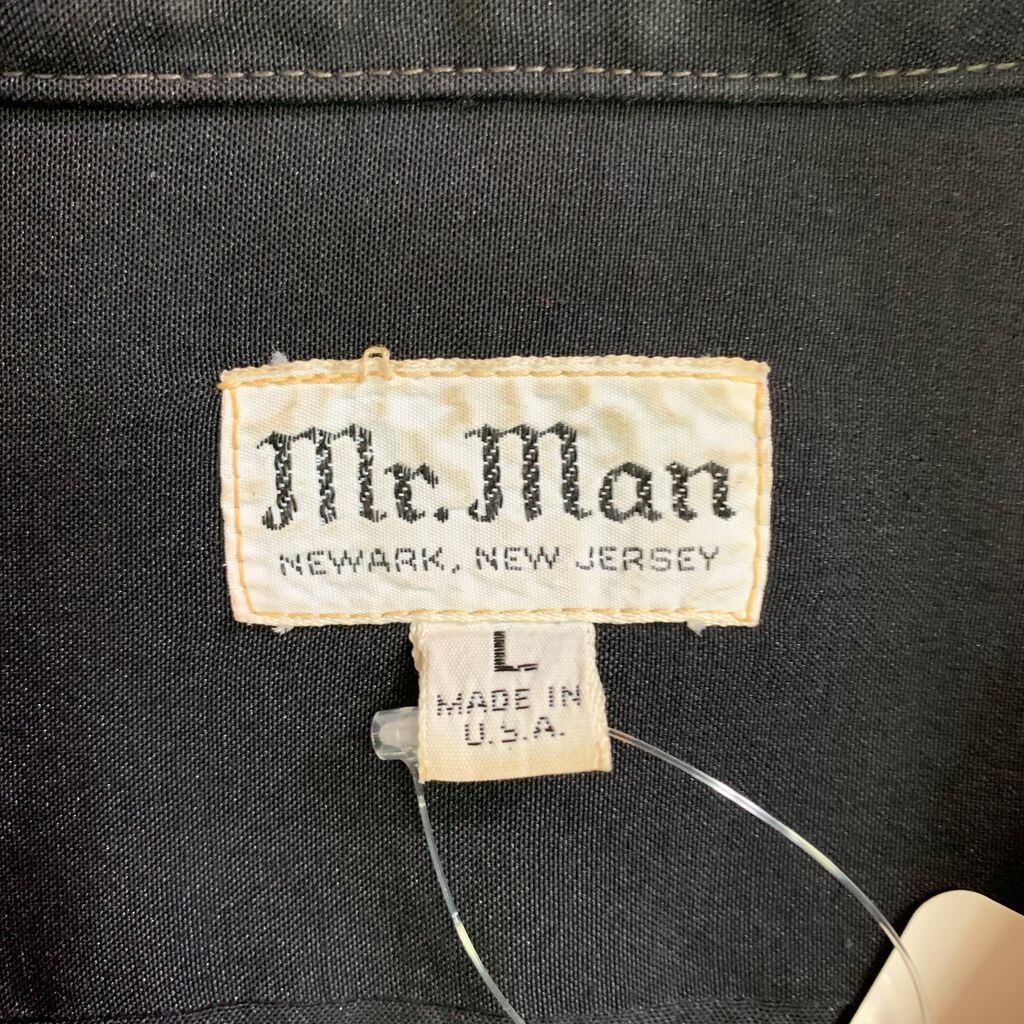 Mr. Man
NEWARK, NEW JERSEY
L
MADE IN
U.S.A.